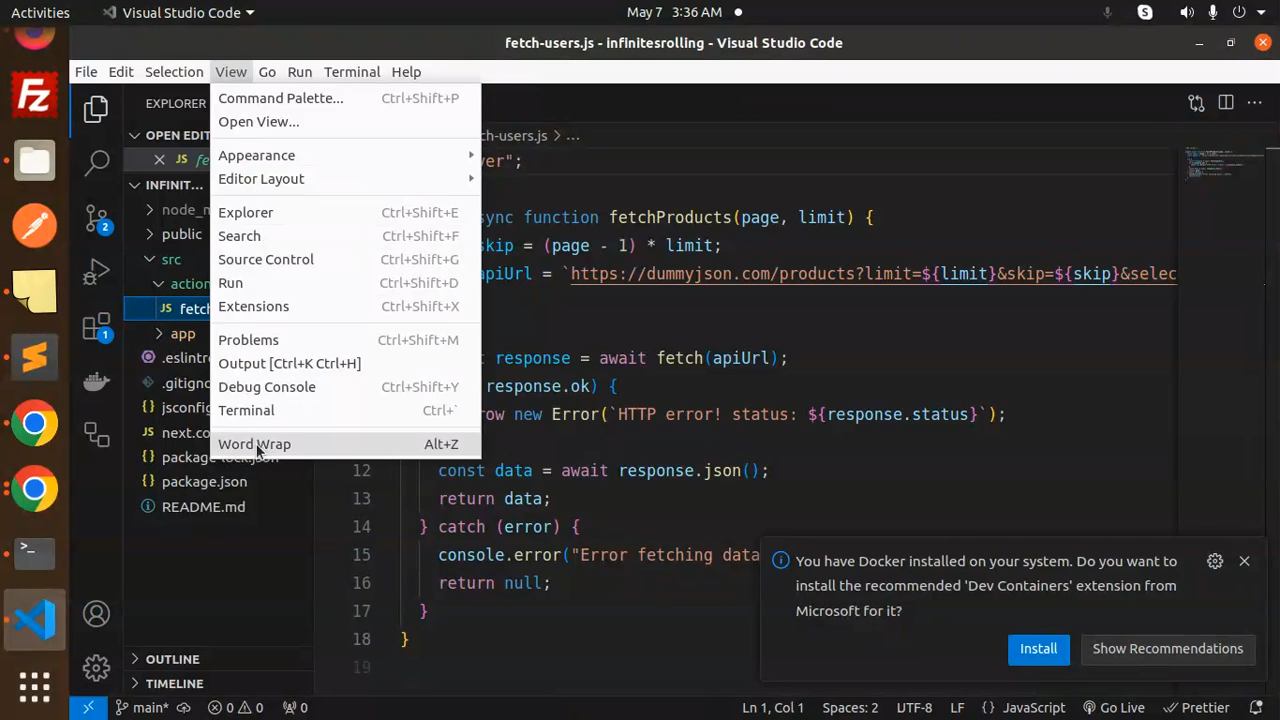 Activities Visual Studio Code May 7 3:36 AM
fetch-users.js - infinitesrolling - Visual Studio Code
File Edit Selection View Go Run Terminal Help
Command Palette... Ctrl+Shift+P
Open View...
Appearance
Editor Layout
Explorer Ctrl+Shift+E
Search Ctrl+Shift+F
Source Control Ctrl+Shift+G
Run Ctrl+Shift+D
Extensions Ctrl+Shift+X
Problems Ctrl+Shift+M
Output [Ctrl+K Ctrl+H]
Debug Console Ctrl+Shift+Y
Terminal Ctrl+`
Word Wrap Alt+Z
EXPLORER
OPEN EDIT
JS fe
INFINIT...
node_m
public
src
action
JS fetch
app
.eslintrc
.gitigno
{} jsconfig
next.co
{} package-lock.json
{} package.json
README.md
OUTLINE
TIMELINE
ch-users.js > ...
ver";
sync function fetchProducts(page, limit) {
skip = (page - 1) * limit;
apiUrl = `https://dummyjson.com/products?limit=${limit}&skip=${skip}&selec
t response = await fetch(apiUrl);
response.ok) {
row new Error(`HTTP error! status: ${response.status}`);
12 const data = await response.json();
13 return data;
14 } catch (error) {
15 console.error("Error fetching data
16 return null;
17 }
18 }
19
You have Docker installed on your system. Do you want to
install the recommended 'Dev Containers' extension from
Microsoft for it?
Install Show Recommendations
main* 0 0 0 Ln 1, Col 1 Spaces: 2 UTF-8 LF {} JavaScript Go Live Prettier